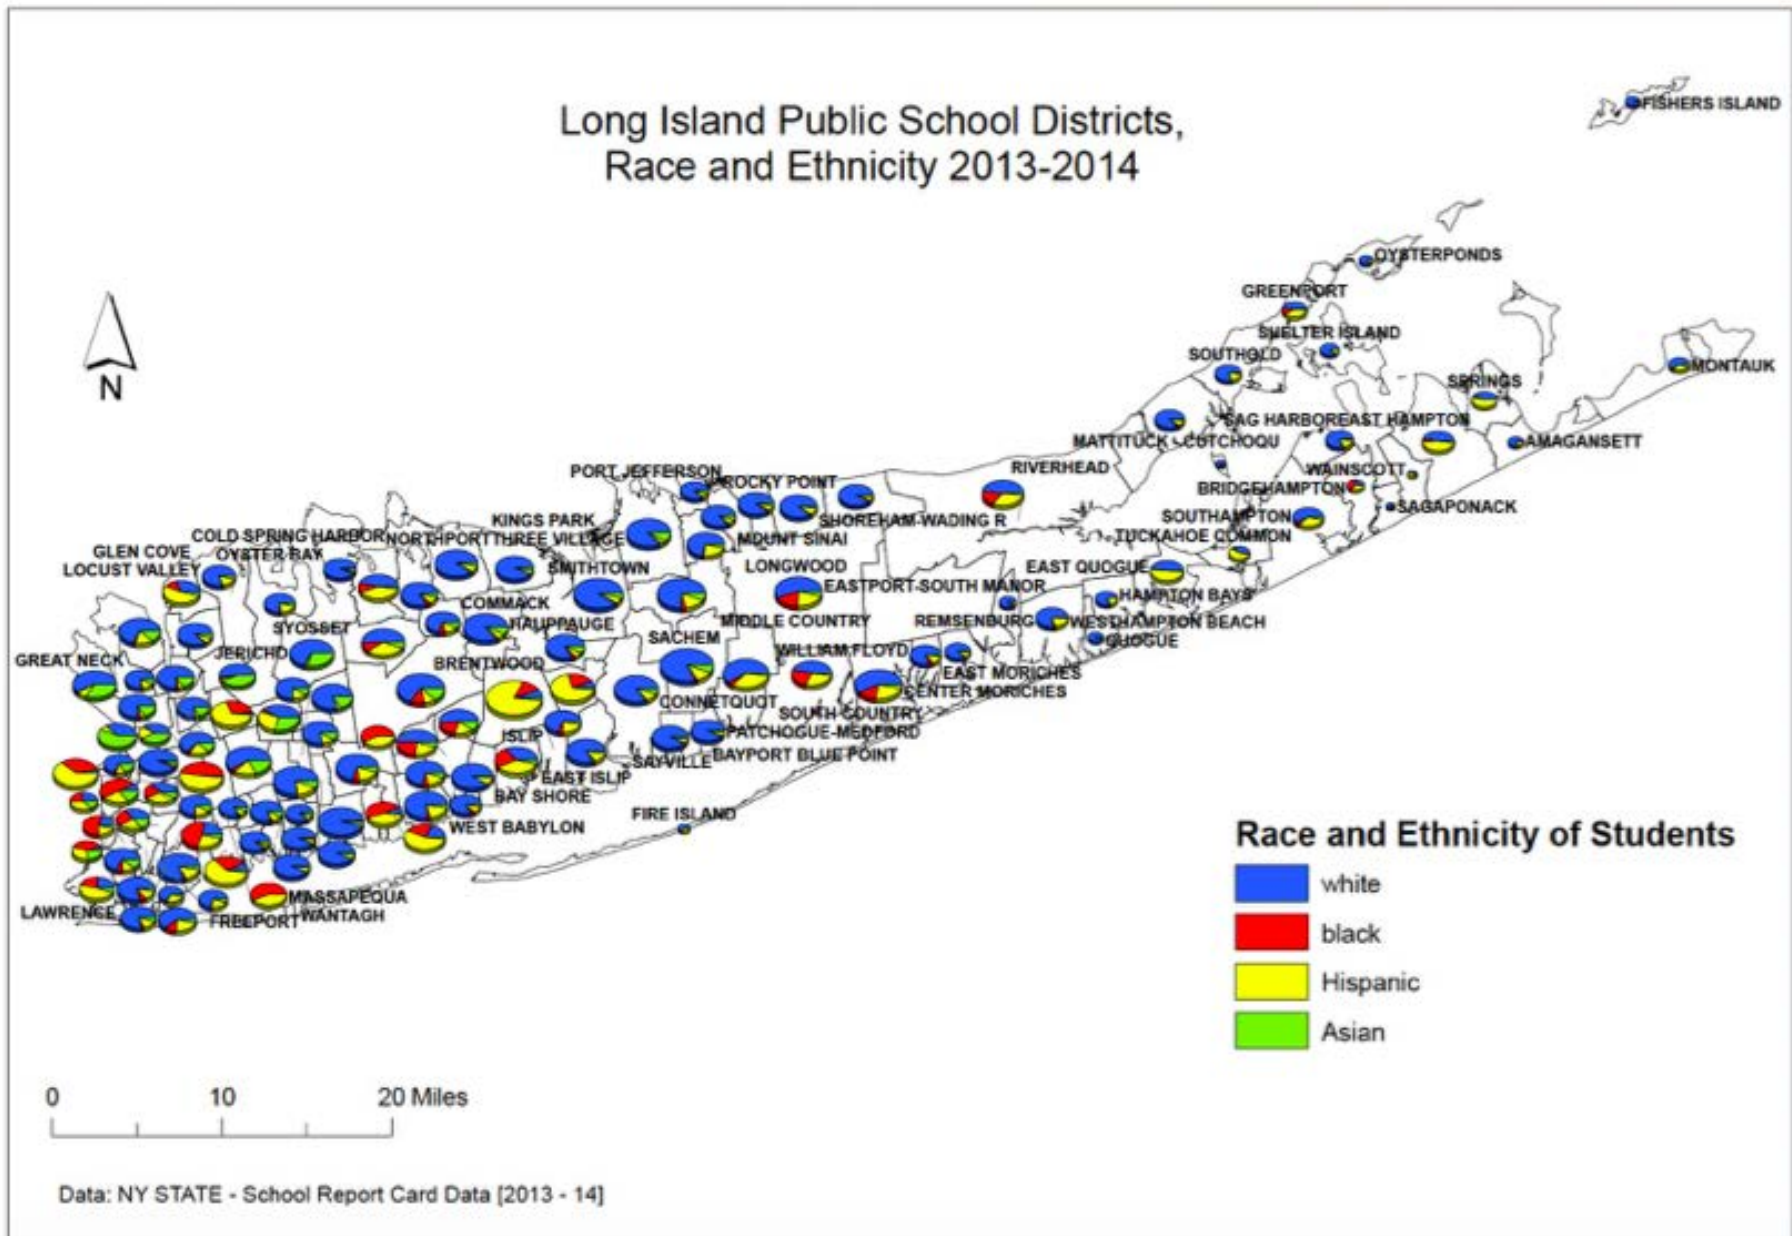 Long Island Public School Districts,
Race and Ethnicity 2013-2014
FISHERS ISLAND
OYSTERPONDS
GREENPORT
SHELTER ISLAND
SOUTHOLD
MONTAUK
SPRINGS
SAG HARBOR
EAST HAMPTON
MATTITUCK - CUTCHOQU
AMAGANSETT
N
PORT JEFFERSON
RIVERHEAD
WAINSCOTT
ROCKY POINT
BRIDGEHAMPTON
SAGAPONACK
KINGS PARK
SHOREHAM-WADING R
SOUTHAMPTON
COLD SPRING HARBOR
NORTHPORT
THREE VILLAGE
MOUNT SINAI
TUCKAHOE COMMON
GLEN COVE
OYSTER BAY
LOCUST VALLEY
SMITHTOWN
LONGWOOD
EAST QUOGUE
EASTPORT-SOUTH MANOR
HAMPTON BAYS
COMMACK
SYOSSET
HAUPPAUGE
MIDDLE COUNTRY
REMSENBURG
WESTHAMPTON BEACH
SACHEM
QUOGUE
JERICHO
GREAT NECK
BRENTWOOD
WILLIAM FLOYD
EAST MORICHES
CENTER MORICHES
CONNETQUOT
SOUTH COUNTRY
ISLIP
PATCHOGUE-MEDFORD
SAYVILLE
BAYPORT BLUE POINT
EAST ISLIP
BAY SHORE
WEST BABYLON
FIRE ISLAND
MASSAPEQUA
LAWRENCE
FREEPORT
WANTAGH
Race and Ethnicity of Students
white
black
Hispanic
Asian
0 10 20 Miles
Data: NY STATE - School Report Card Data [2013 - 14]